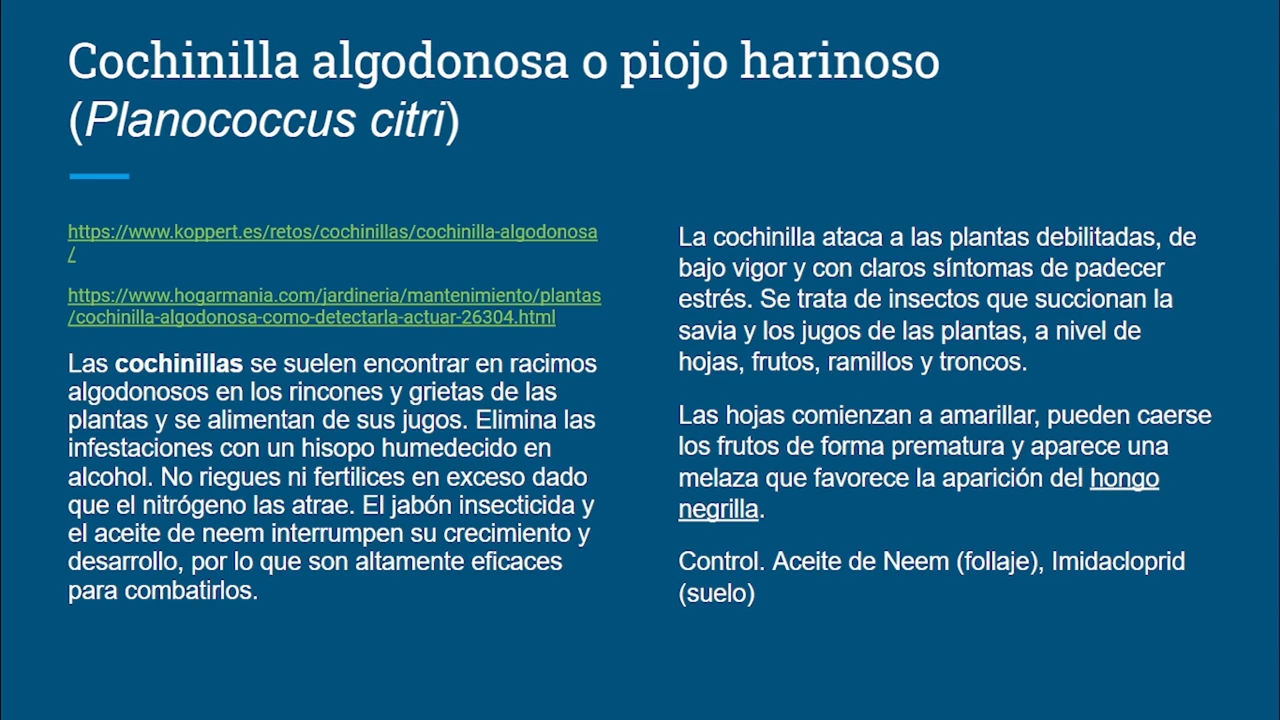 Cochinilla algodonosa o piojo harinoso
(Planococcus citri)
https://www.koppert.es/retos/cochinillas/cochinilla-algodonosa
/
https://www.hogarmania.com/jardineria/mantenimiento/plantas
/cochinilla-algodonosa-como-detectarla-actuar-26304.html
Las cochinillas se suelen encontrar en racimos
algodonosos en los rincones y grietas de las
plantas y se alimentan de sus jugos. Elimina las
infestaciones con un hisopo humedecido en
alcohol. No riegues ni fertilices en exceso dado
que el nitrógeno las atrae. El jabón insecticida y
el aceite de neem interrumpen su crecimiento y
desarrollo, por lo que son altamente eficaces
para combatirlos.
La cochinilla ataca a las plantas debilitadas, de
bajo vigor y con claros síntomas de padecer
estrés. Se trata de insectos que succionan la
savia y los jugos de las plantas, a nivel de
hojas, frutos, ramillos y troncos.
Las hojas comienzan a amarillar, pueden caerse
los frutos de forma prematura y aparece una
melaza que favorece la aparición del hongo
negrilla.
Control. Aceite de Neem (follaje), Imidacloprid
(suelo)